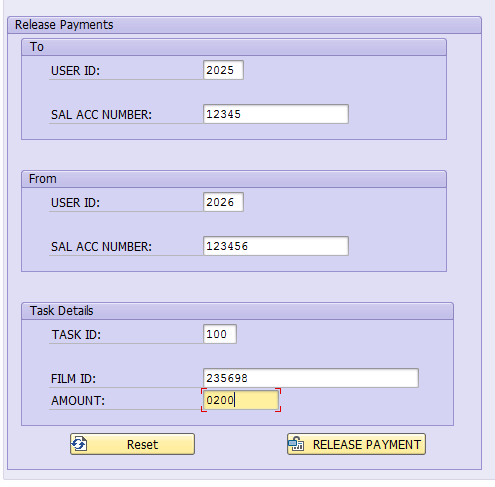 Release Payments
To
USER ID: 2025
SAL ACC NUMBER: 12345
From
USER ID: 2026
SAL ACC NUMBER: 123456
Task Details
TASK ID: 100
FILM ID: 235698
AMOUNT: 0200
Reset RELEASE PAYMENT